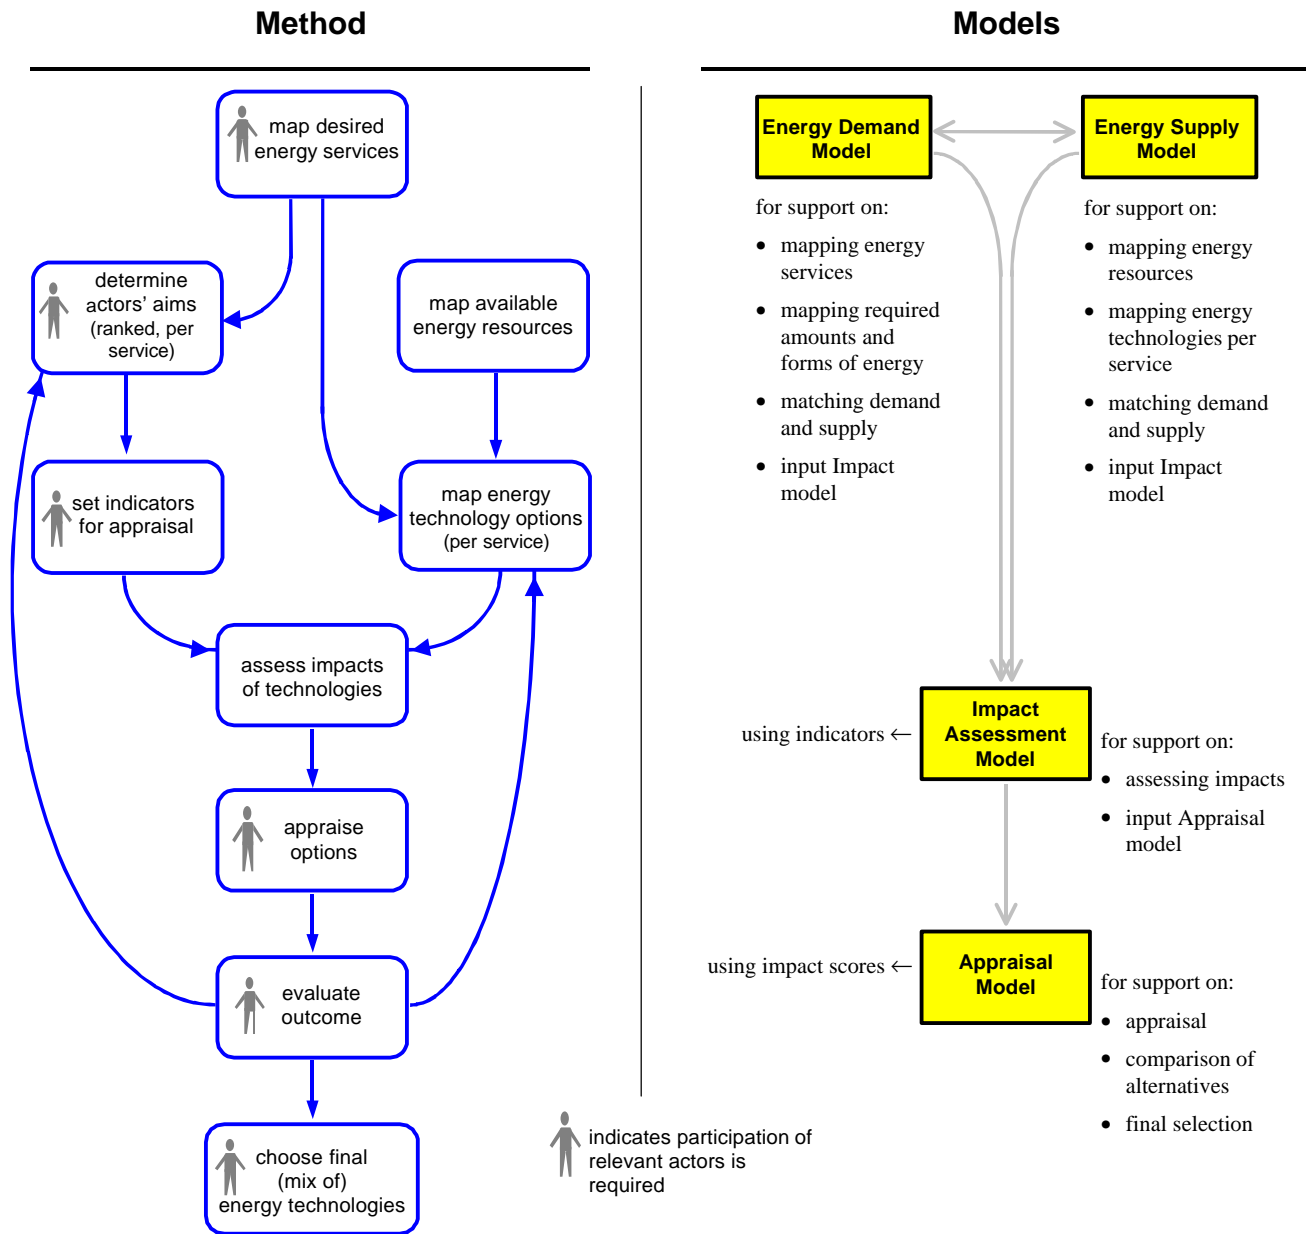 Method
map desired
energy services
determine
actors’ aims
(ranked, per
service)
map available
energy resources
set indicators
for appraisal
map energy
technology options
(per service)
assess impacts
of technologies
appraise
options
evaluate
outcome
choose final
(mix of)
energy technologies
indicates participation of
relevant actors is
required
Models
Energy Demand
Model
for support on:
• mapping energy
services
• mapping required
amounts and
forms of energy
• matching demand
and supply
• input Impact
model
Energy Supply
Model
for support on:
• mapping energy
resources
• mapping energy
technologies per
service
• matching demand
and supply
• input Impact
model
using indicators ←
Impact
Assessment
Model
for support on:
• assessing impacts
• input Appraisal
model
using impact scores ←
Appraisal
Model
for support on:
• appraisal
• comparison of
alternatives
• final selection